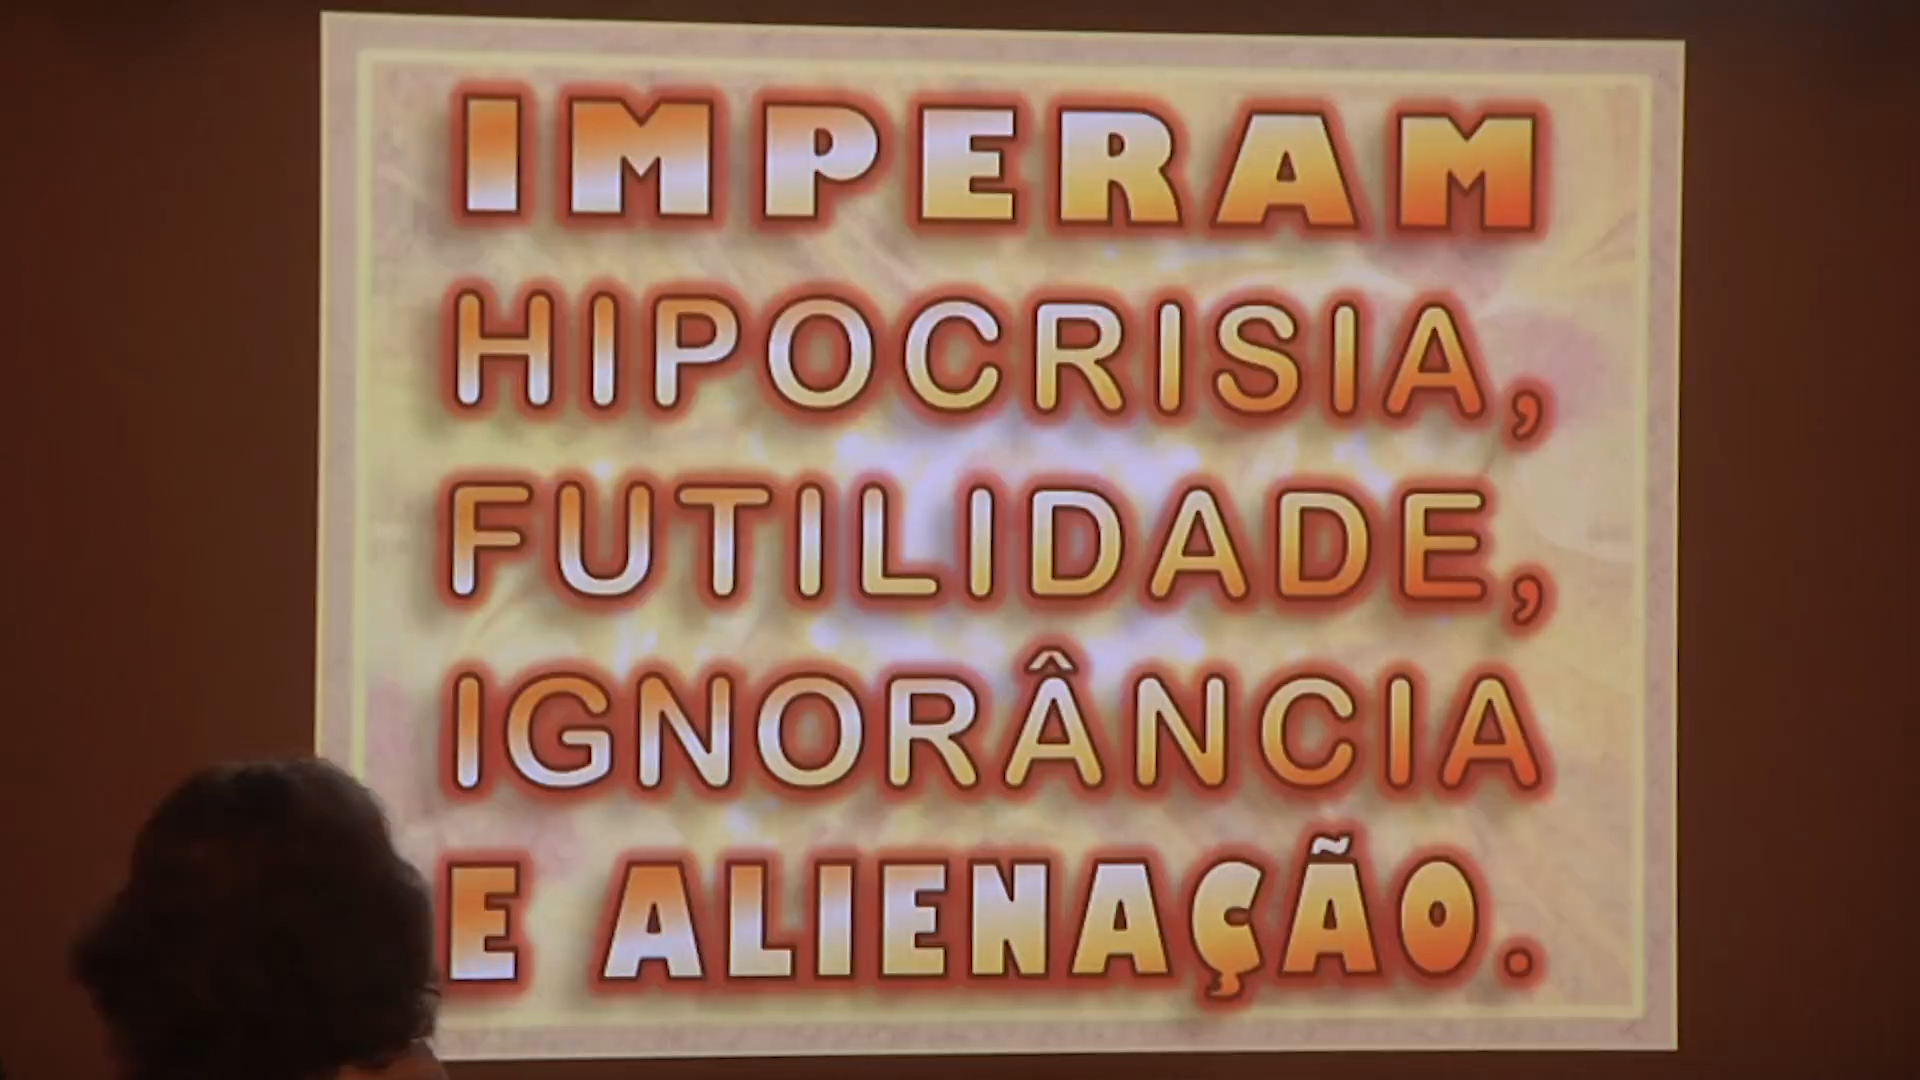 IMPERAM
HIPOCRISIA,
FUTILIDADE,
IGNORÂNCIA
E ALIENAÇÃO.